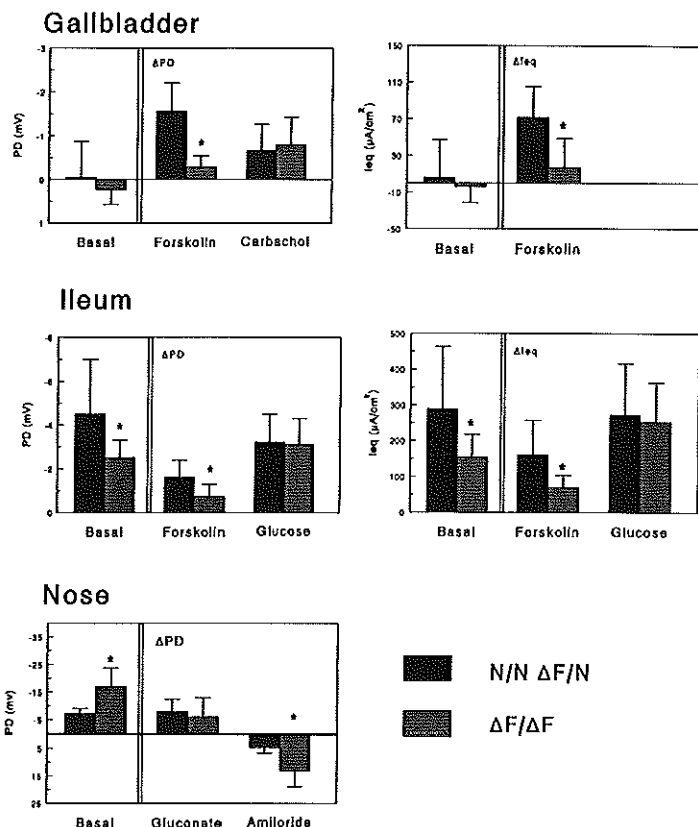 Gallbladder
PD (mV)
-3
-2
-1
0
1
ΔPD
*
Basal
Forskolin
Carbachol
Ieq (µA/cm²)
150
110
70
30
-10
-50
ΔIeq
*
Basal
Forskolin
Ileum
PD (mV)
-6
-4
-2
0
ΔPD
*
*
Basal
Forskolin
Glucose
Ieq (µA/cm²)
500
400
300
200
100
0
ΔIeq
*
*
Basal
Forskolin
Glucose
Nose
PD (mV)
-35
-25
-15
-5
5
15
25
ΔPD
*
*
Basal
Gluconate
Amiloride
N/N ΔF/N
ΔF/ΔF